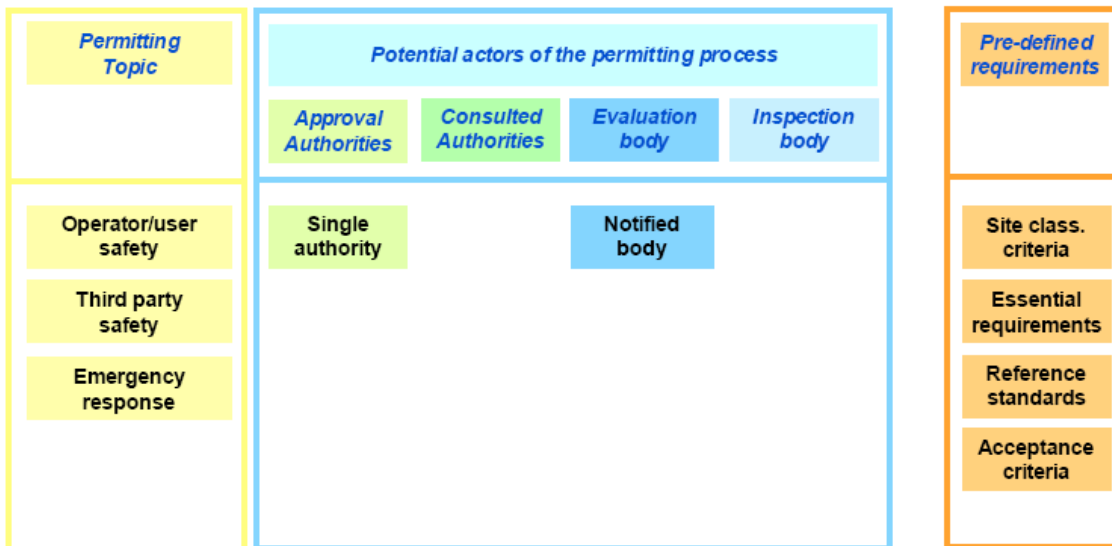 Permitting
Topic
Potential actors of the permitting process
Pre-defined
requirements
Approval
Authorities
Consulted
Authorities
Evaluation
body
Inspection
body
Operator/user
safety
Single
authority
Notified
body
Site class.
criteria
Third party
safety
Essential
requirements
Emergency
response
Reference
standards
Acceptance
criteria